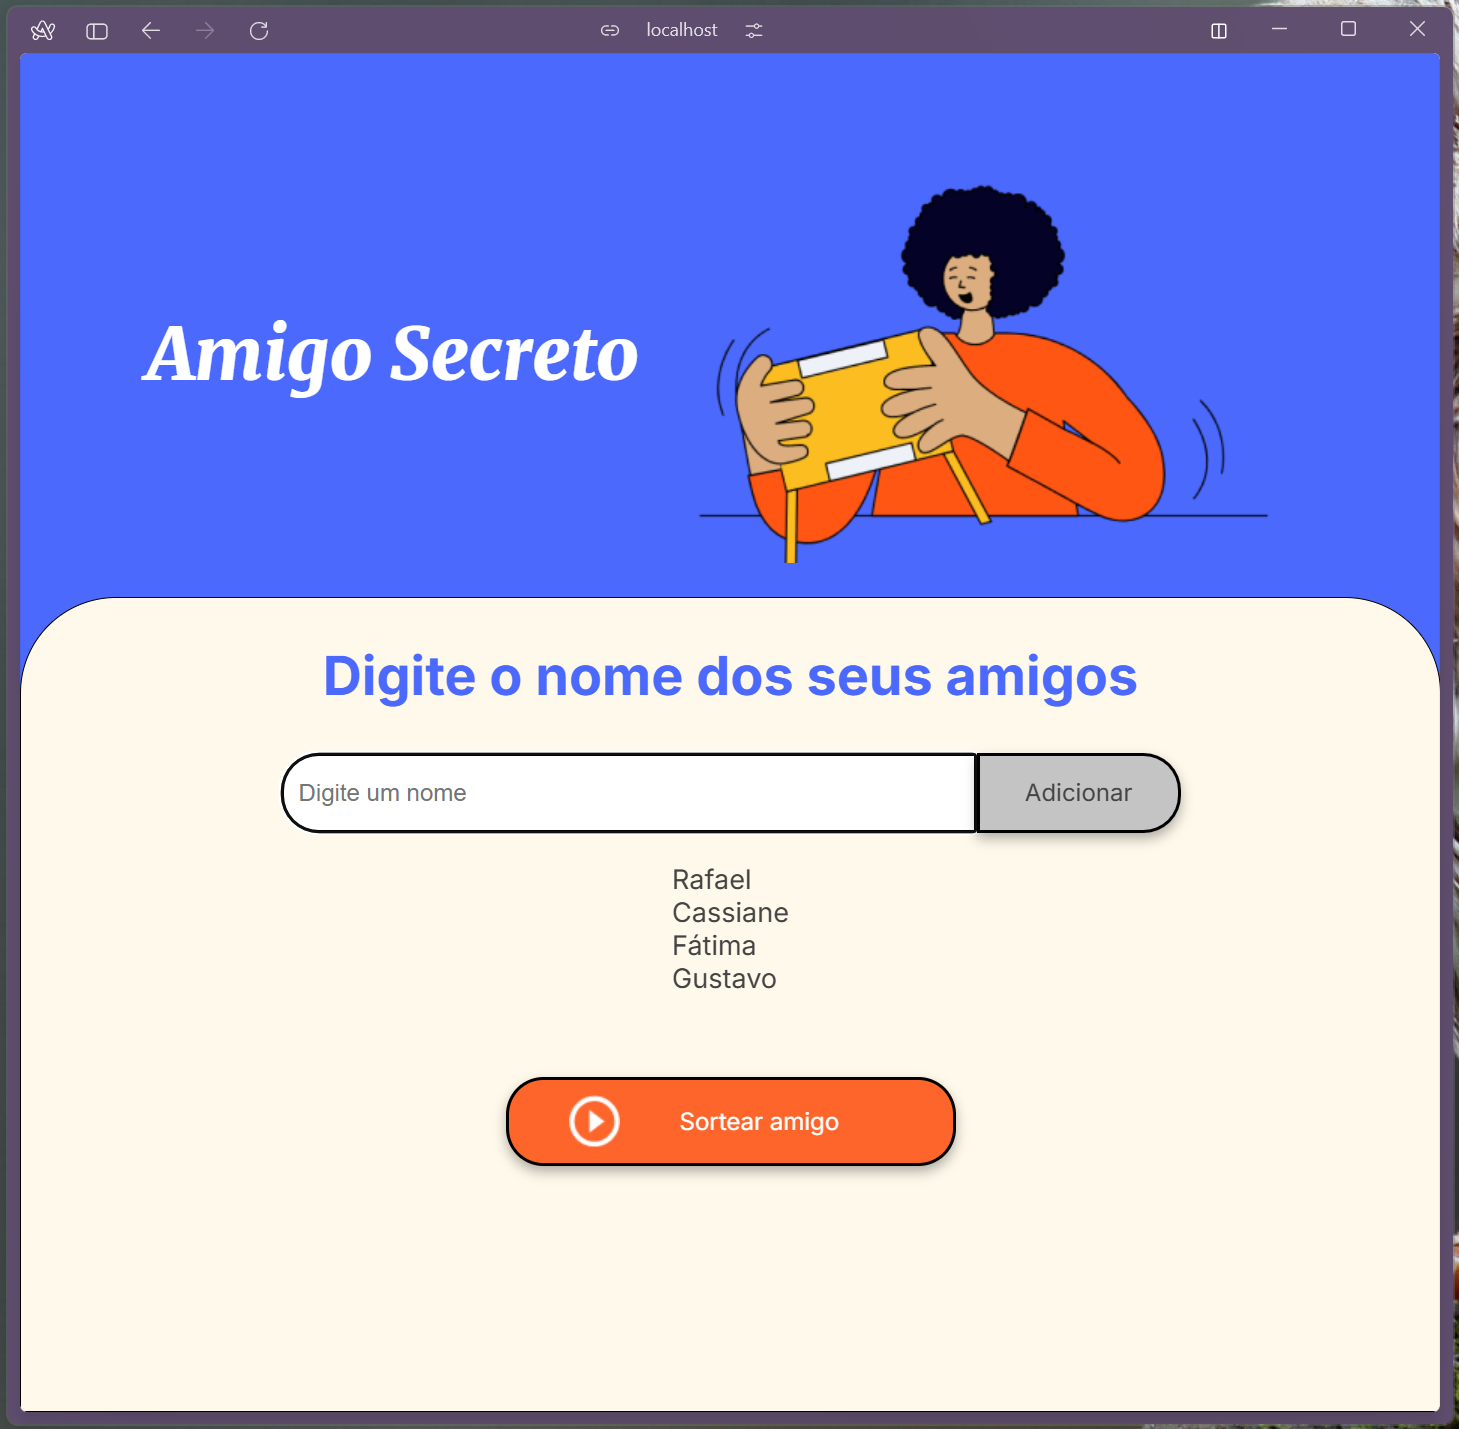 localhost
Amigo Secreto
Digite o nome dos seus amigos
Digite um nome
Adicionar
Rafael
Cassiane
Fátima
Gustavo
Sortear amigo